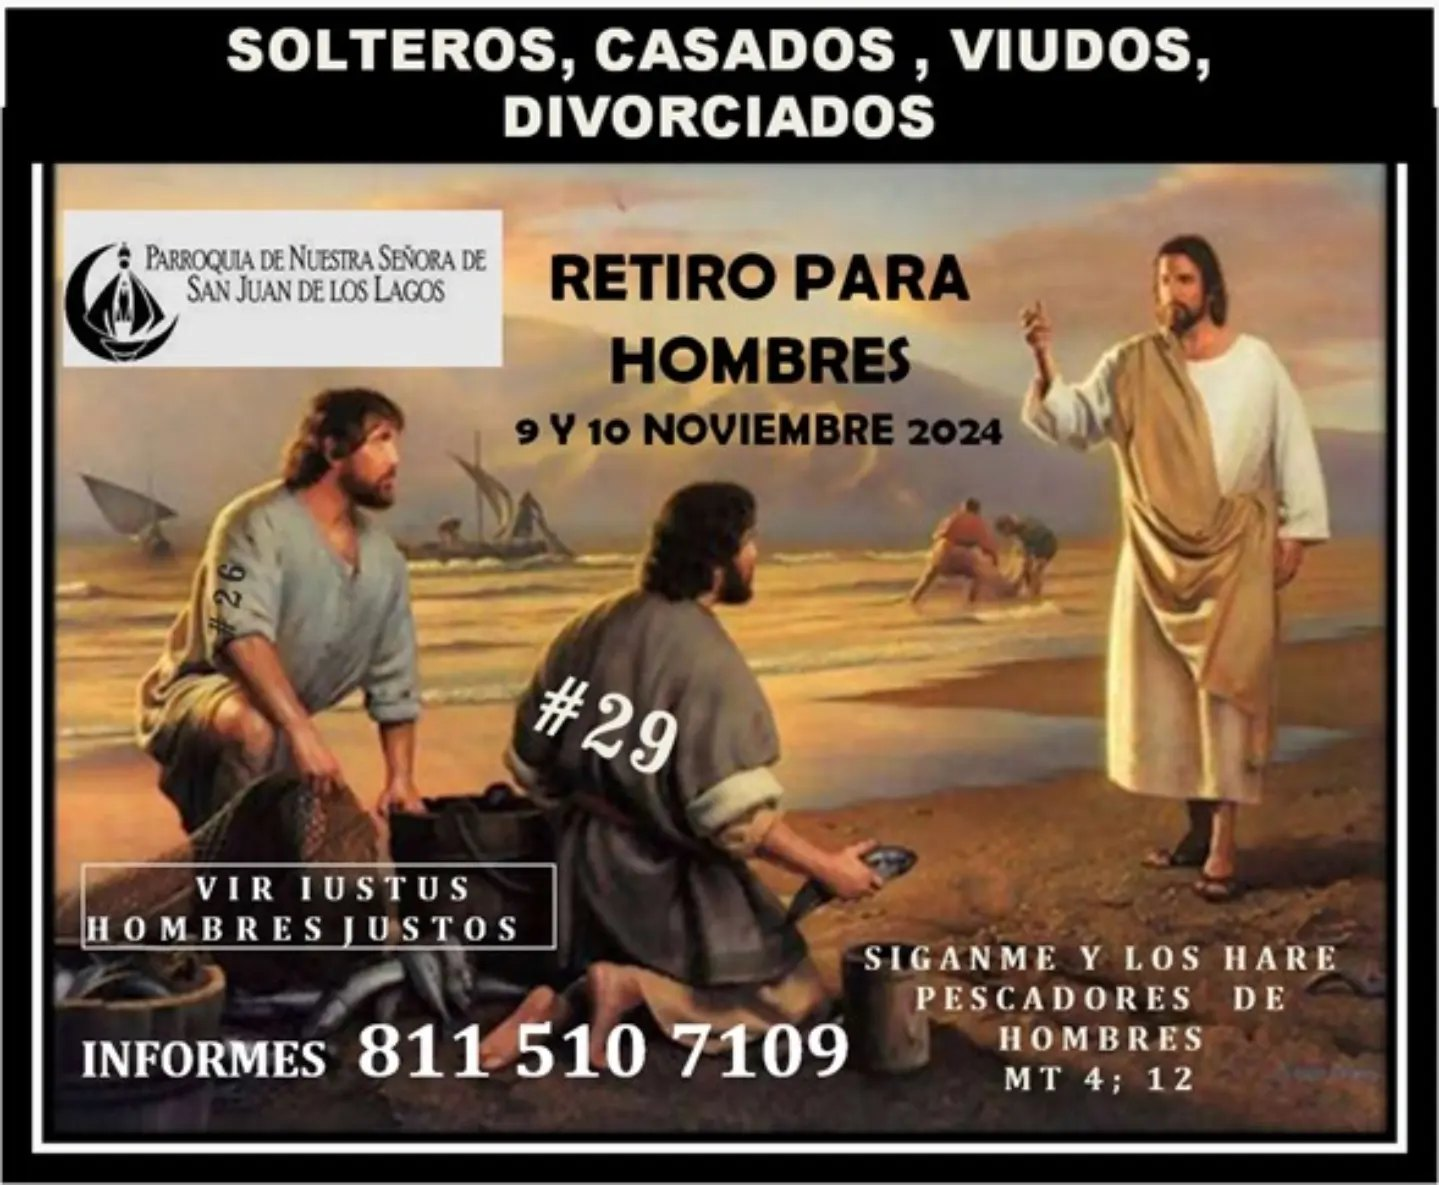 SOLTEROS, CASADOS , VIUDOS,
DIVORCIADOS
PARROQUIA DE NUESTRA SEÑORA DE
SAN JUAN DE LOS LAGOS
RETIRO PARA
HOMBRES
9 Y 10 NOVIEMBRE 2024
# 26
#29
VIR IUSTUS
HOMBRES JUSTOS
SIGANME Y LOS HARE
PESCADORES DE
HOMBRES
MT 4; 12
INFORMES 811 510 7109